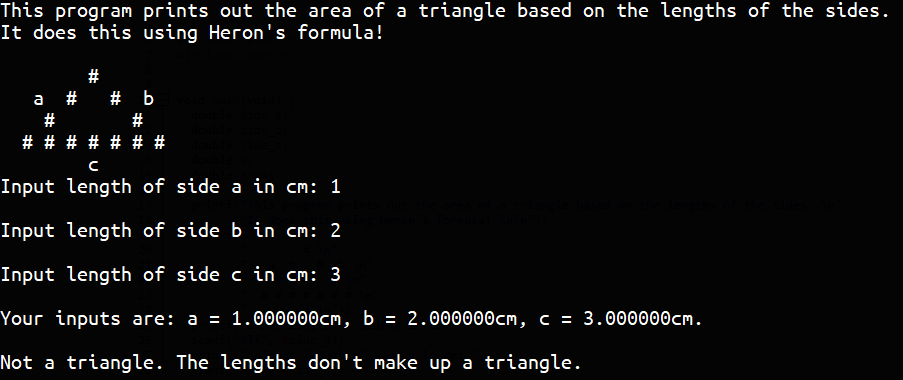 This program prints out the area of a triangle based on the lengths of the sides.
It does this using Heron's formula!
#
a # # b
# #
# # # # # # #
c
Input length of side a in cm: 1
Input length of side b in cm: 2
Input length of side c in cm: 3
Your inputs are: a = 1.000000cm, b = 2.000000cm, c = 3.000000cm.
Not a triangle. The lengths don't make up a triangle.